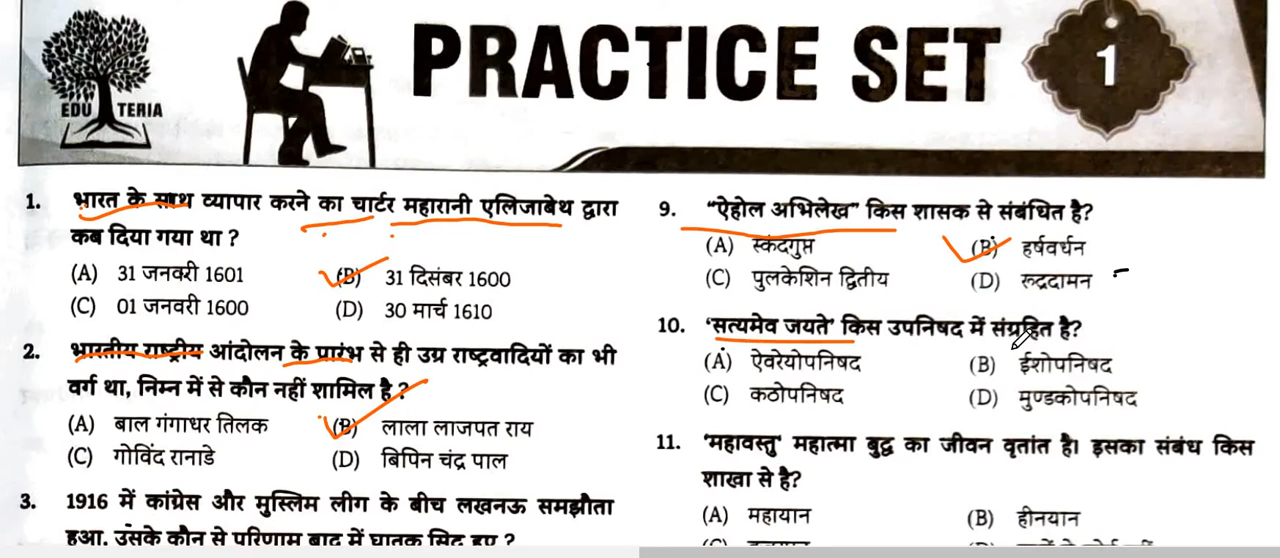 EDU TERIA
PRACTICE SET
1
1. भारत के साथ व्यापार करने का चार्टर महारानी एलिजाबेथ द्वारा
कब दिया गया था ?
(A) 31 जनवरी 1601 (B) 31 दिसंबर 1600
(C) 01 जनवरी 1600 (D) 30 मार्च 1610
2. भारतीय राष्ट्रीय आंदोलन के प्रारंभ से ही उग्र राष्ट्रवादियों का भी
वर्ग था, निम्न में से कौन नहीं शामिल है ?
(A) बाल गंगाधर तिलक (B) लाला लाजपत राय
(C) गोविंद रानाडे (D) बिपिन चंद्र पाल
3. 1916 में कांग्रेस और मुस्लिम लीग के बीच लखनऊ समझौता
हुआ, उसके कौन से परिणाम बाद में घातक सिद्ध हुए ?
9. “ऐहोल अभिलेख” किस शासक से संबंधित है?
(A) स्कंदगुप्त (B) हर्षवर्धन
(C) पुलकेशिन द्वितीय (D) रूद्रदामन
10. ‘सत्यमेव जयते’ किस उपनिषद में संग्रहित है?
(A) ऐवरेयोपनिषद (B) ईशोपनिषद
(C) कठोपनिषद (D) मुण्डकोपनिषद
11. ‘महावस्तु’ महात्मा बुद्ध का जीवन वृतांत है। इसका संबंध किस
शाखा से है?
(A) महायान (B) हीनयान